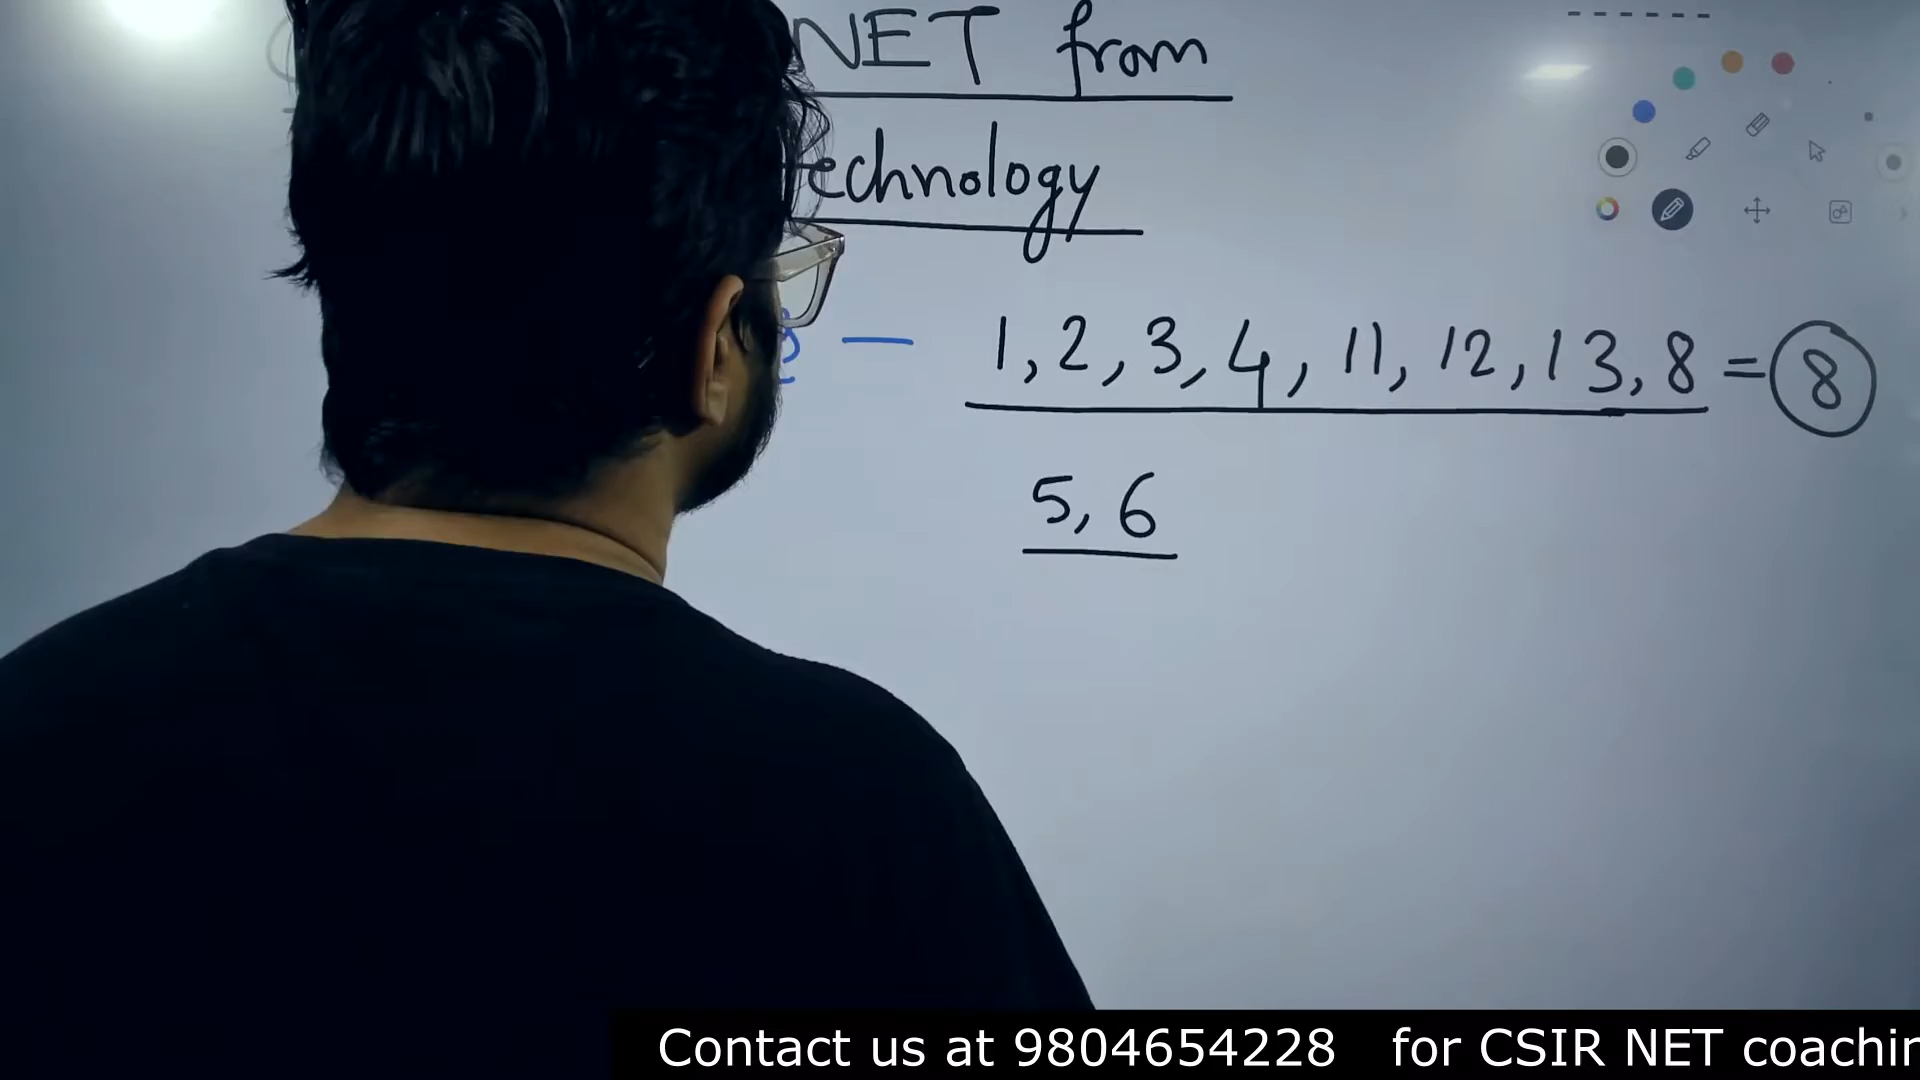 NET from
echnology
— 1, 2, 3, 4, 11, 12, 13, 8 = 8
5, 6
Contact us at 9804654228 for CSIR NET coachin